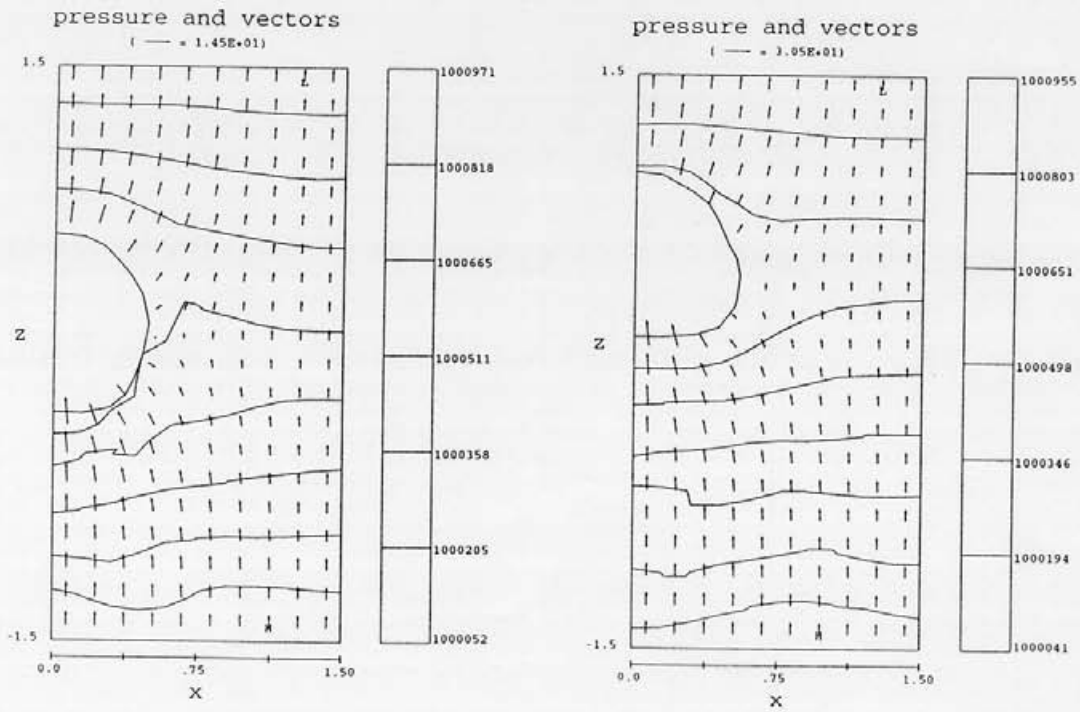 pressure and vectors
( — = 1.45E+01)
1.5
L
Z
H
-1.5
0.0 .75 1.50
X
1000971
1000818
1000665
1000511
1000358
1000205
1000052
pressure and vectors
( — = 3.05E+01)
1.5
L
Z
H
-1.5
0.0 .75 1.50
X
1000955
1000803
1000651
1000498
1000346
1000194
1000041